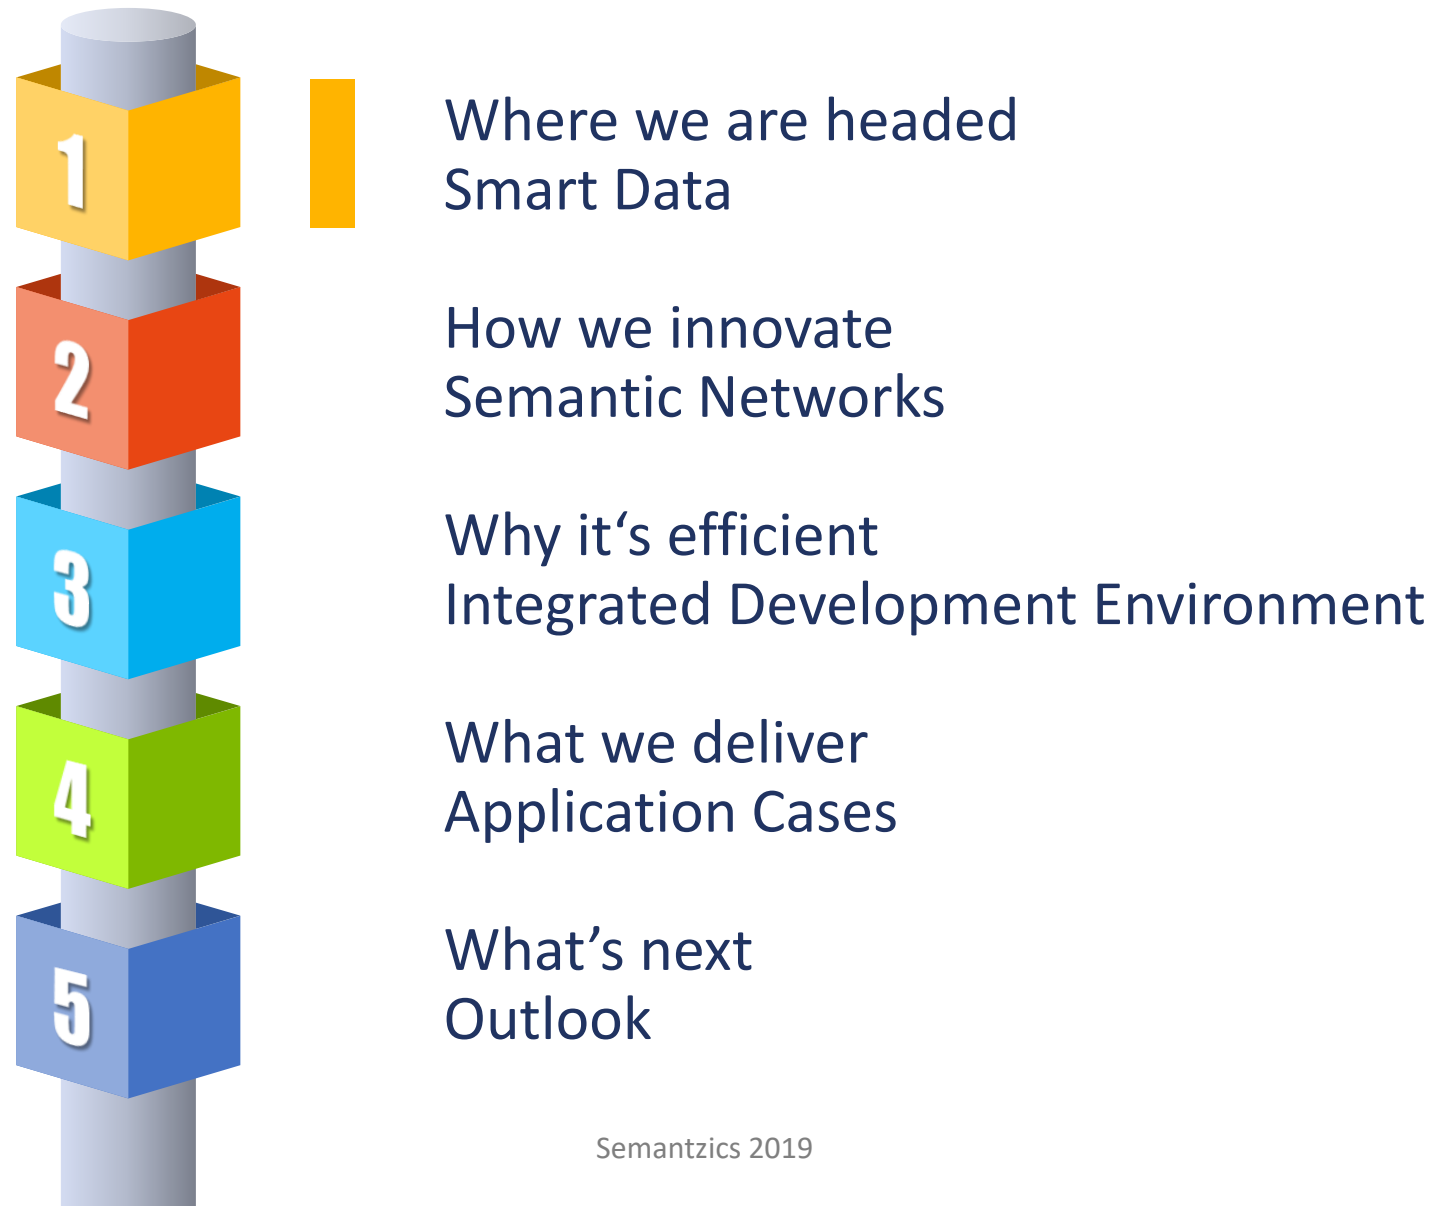 1
Where we are headed
Smart Data
2
How we innovate
Semantic Networks
3
Why it‘s efficient
Integrated Development Environment
4
What we deliver
Application Cases
5
What’s next
Outlook
Semantzics 2019